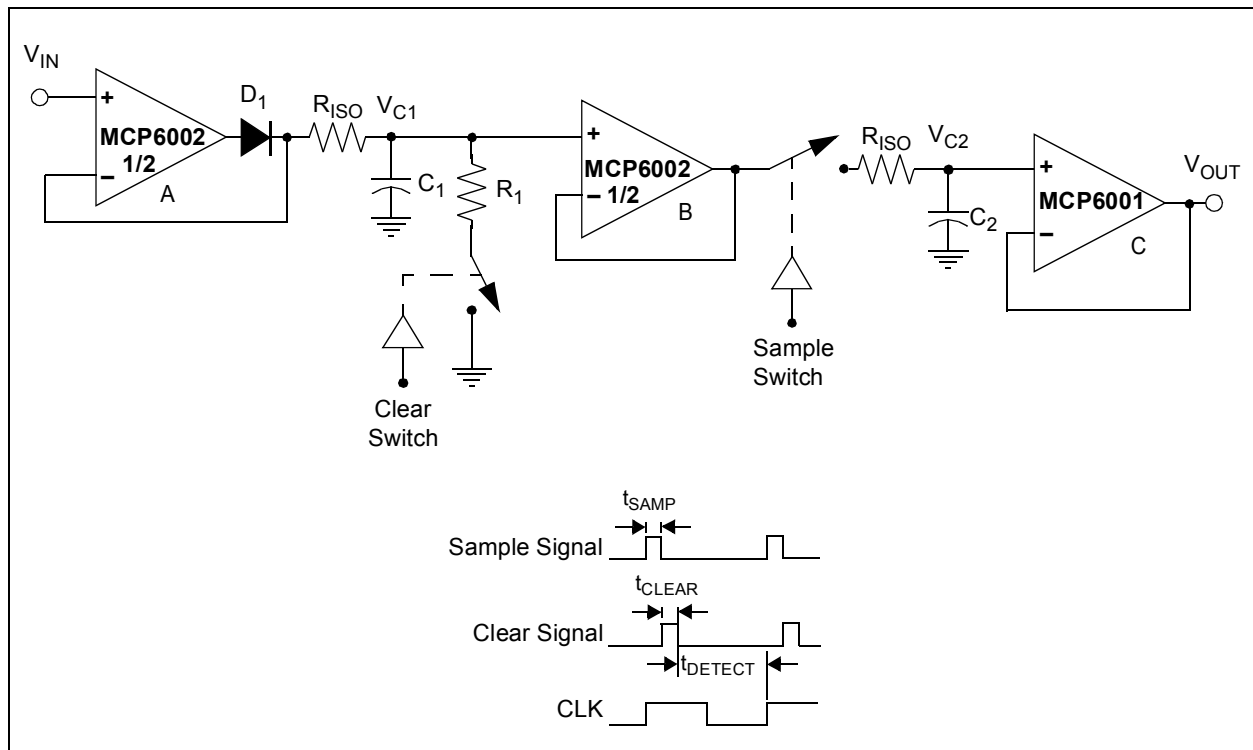 V_IN
+
MCP6002
1/2
−
A
D_1
R_ISO
V_C1
C_1
R_1
Clear
Switch
+
MCP6002
1/2
−
B
Sample
Switch
R_ISO
V_C2
C_2
+
MCP6001
−
C
V_OUT
t_SAMP
Sample Signal
t_CLEAR
Clear Signal
t_DETECT
CLK